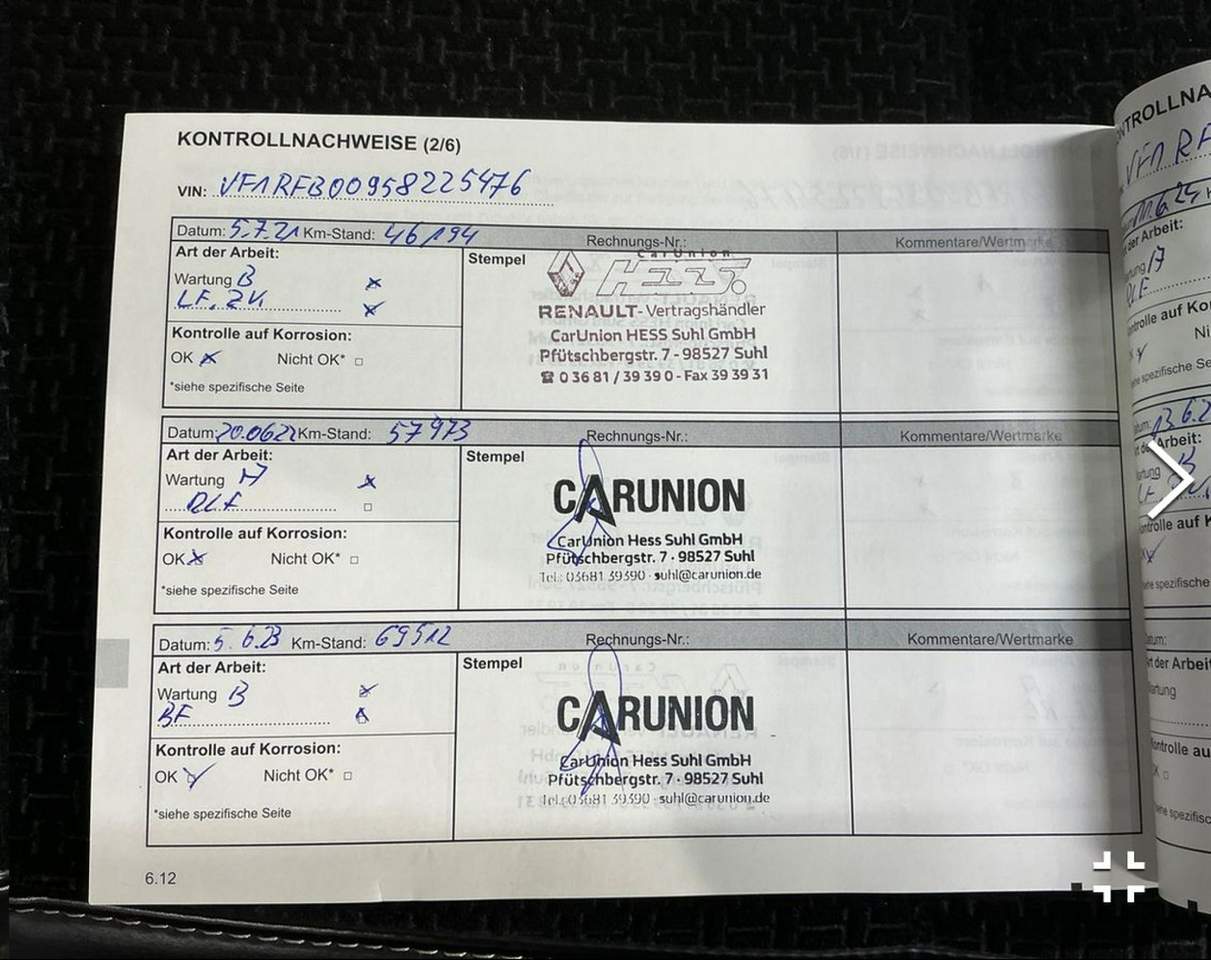 KONTROLLNACHWEISE (2/6)
VIN: VF1RFB00958225476
Datum: 5.7.21 Km-Stand: 46194 Rechnungs-Nr.: Kommentare/Wertmarke
Art der Arbeit:
Wartung B
LF, ZK.
Kontrolle auf Korrosion:
OK Nicht OK*
*siehe spezifische Seite
Stempel
CarUnion
HESS.
RENAULT-Vertragshändler
CarUnion HESS Suhl GmbH
Pfütschbergstr. 7 - 98527 Suhl
☎ 0 36 81 / 39 39 0 - Fax 39 39 31
Datum: 20.06.22 Km-Stand: 57973 Rechnungs-Nr.: Kommentare/Wertmarke
Art der Arbeit:
Wartung A
Kontrolle auf Korrosion:
OK Nicht OK*
*siehe spezifische Seite
Stempel
CARUNION
CarUnion Hess Suhl GmbH
Pfütschbergstr. 7 · 98527 Suhl
Tel.: 03681 39390 · suhl@carunion.de
Datum: 5.6.23 Km-Stand: 69512 Rechnungs-Nr.: Kommentare/Wertmarke
Art der Arbeit:
Wartung B
BF
Kontrolle auf Korrosion:
OK Nicht OK*
*siehe spezifische Seite
Stempel
CARUNION
CarUnion Hess Suhl GmbH
Pfütschbergstr. 7 · 98527 Suhl
Tel.: 03681 39390 · suhl@carunion.de
6.12